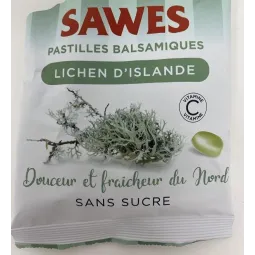 SAWES
PASTILLES BALSAMIQUES
LICHEN D'ISLANDE
VITAMINE
C
VITAMINE
Douceur et fraîcheur du Nord
SANS SUCRE